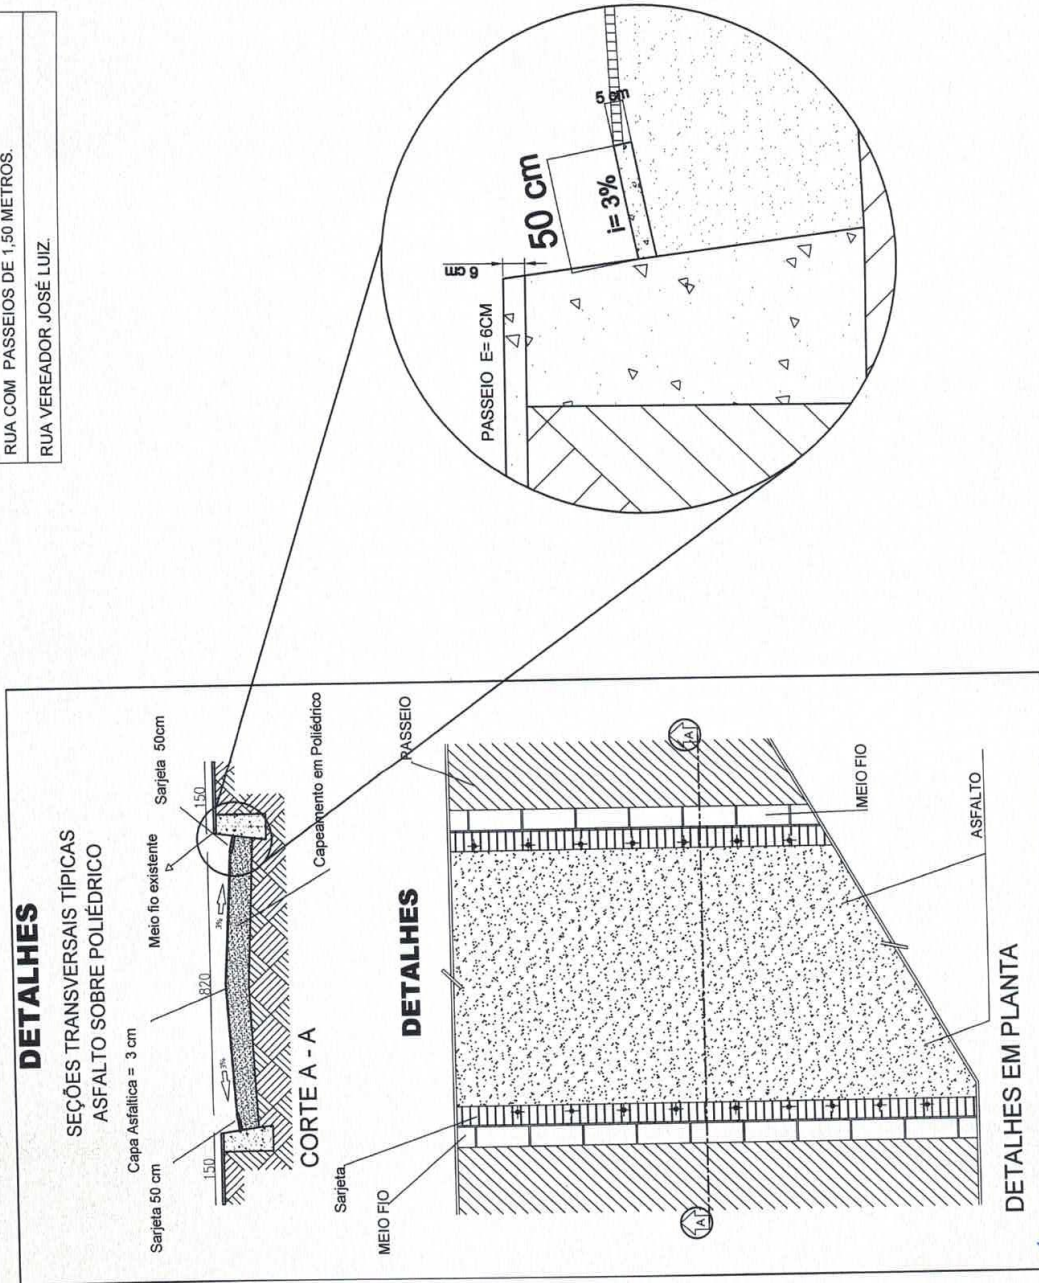 RUA COM PASSEIOS DE 1,50 METROS.
RUA VEREADOR JOSÉ LUIZ.
DETALHES
SEÇÕES TRANSVERSAIS TÍPICAS
ASFALTO SOBRE POLIÉDRICO
Capa Asfaltica = 3 cm
Meio fio existente
Sarjeta 50cm
Sarjeta 50 cm
150
820
150
3%
3%
Capeamento em Poliédrico
CORTE A - A
PASSEIO E= 6CM
6 cm
50 cm
i= 3%
5 cm
DETALHES
Sarjeta
MEIO FIO
PASSEIO
A
A
MEIO FIO
ASFALTO
DETALHES EM PLANTA